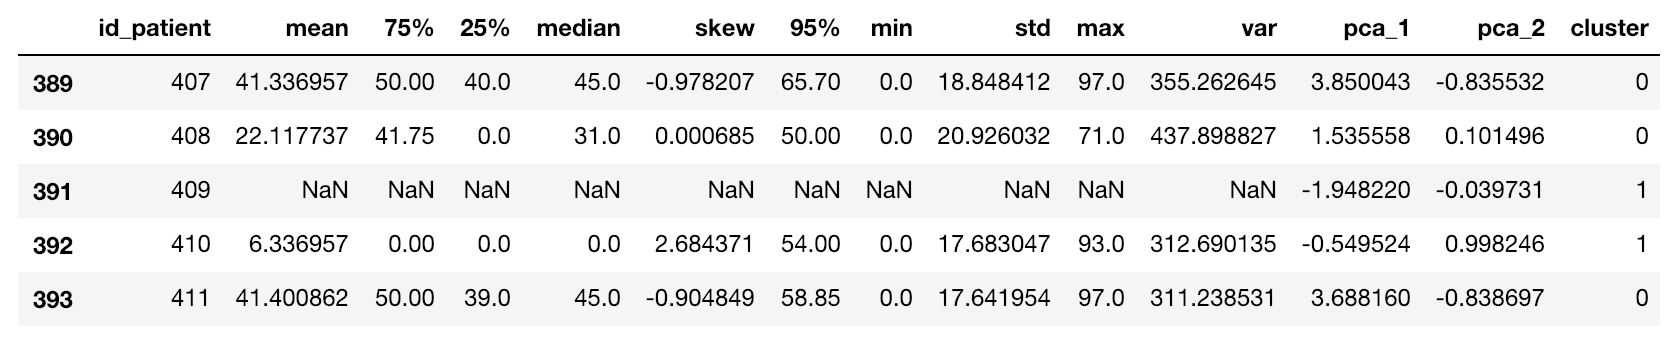 id_patient mean 75% 25% median skew 95% min std max var pca_1 pca_2 cluster
389 407 41.336957 50.00 40.0 45.0 -0.978207 65.70 0.0 18.848412 97.0 355.262645 3.850043 -0.835532 0
390 408 22.117737 41.75 0.0 31.0 0.000685 50.00 0.0 20.926032 71.0 437.898827 1.535558 0.101496 0
391 409 NaN NaN NaN NaN NaN NaN NaN NaN NaN NaN -1.948220 -0.039731 1
392 410 6.336957 0.00 0.0 0.0 2.684371 54.00 0.0 17.683047 93.0 312.690135 -0.549524 0.998246 1
393 411 41.400862 50.00 39.0 45.0 -0.904849 58.85 0.0 17.641954 97.0 311.238531 3.688160 -0.838697 0